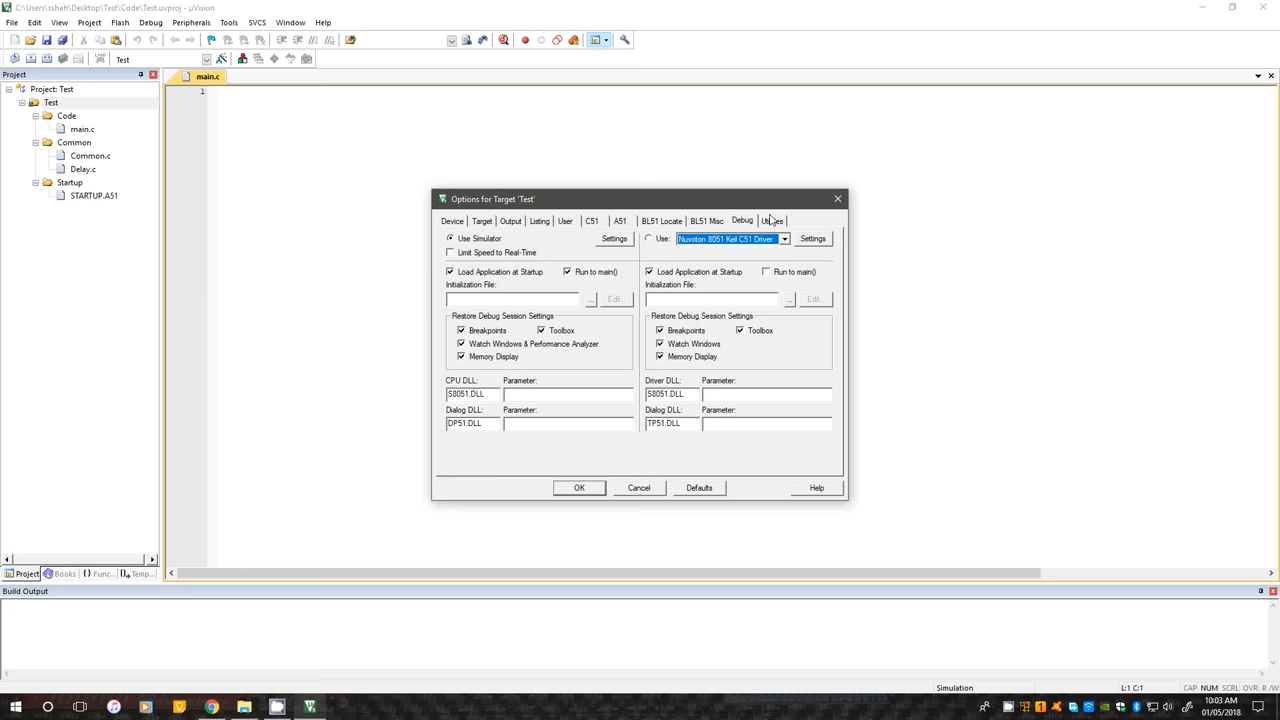 C:\Users\sshah\Desktop\Test\Code\Test.uvproj - µVision
File Edit View Project Flash Debug Peripherals Tools SVCS Window Help
Test
Project
main.c
Project: Test
1
Test
Code
main.c
Common
Common.c
Delay.c
Startup
STARTUP.A51
Options for Target 'Test'
Device Target Output Listing User C51 A51 BL51 Locate BL51 Misc Debug
Use Simulator Settings
Use: Nuvoton 8051 Keil C51 Driver Settings
Limit Speed to Real-Time
Load Application at Startup Run to main()
Load Application at Startup Run to main()
Initialization File:
Initialization File:
... Edit...
... Edit...
Restore Debug Session Settings
Restore Debug Session Settings
Breakpoints Toolbox
Breakpoints Toolbox
Watch Windows & Performance Analyzer
Watch Windows
Memory Display
Memory Display
CPU DLL: Parameter:
Driver DLL: Parameter:
S8051.DLL
S8051.DLL
Dialog DLL: Parameter:
Dialog DLL: Parameter:
DP51.DLL
TP51.DLL
OK Cancel Defaults Help
Project Books Func... Temp...
Build Output
Simulation L:1 C:1 CAP NUM SCRL OVR R/W
10:03 AM
01/05/2018